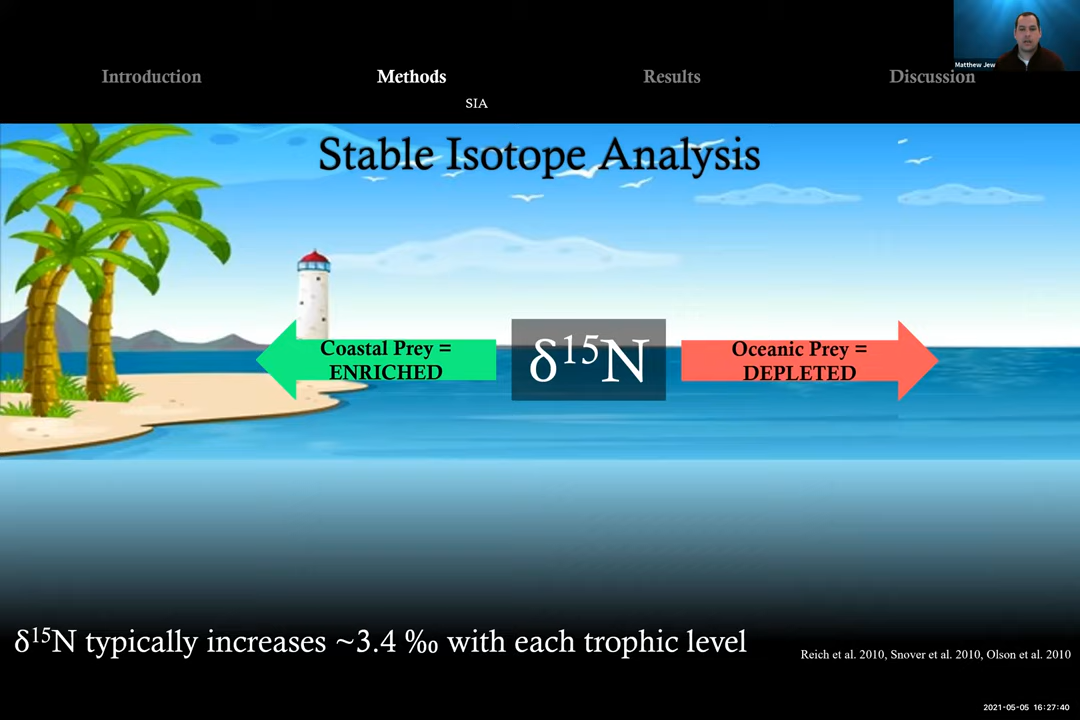 Matthew Jew
Introduction Methods Results Discussion
SIA
Stable Isotope Analysis
Coastal Prey =
ENRICHED
δ¹⁵N
Oceanic Prey =
DEPLETED
δ¹⁵N typically increases ~3.4 ‰ with each trophic level
Reich et al. 2010, Snover et al. 2010, Olson et al. 2010
2021-05-05 16:27:40